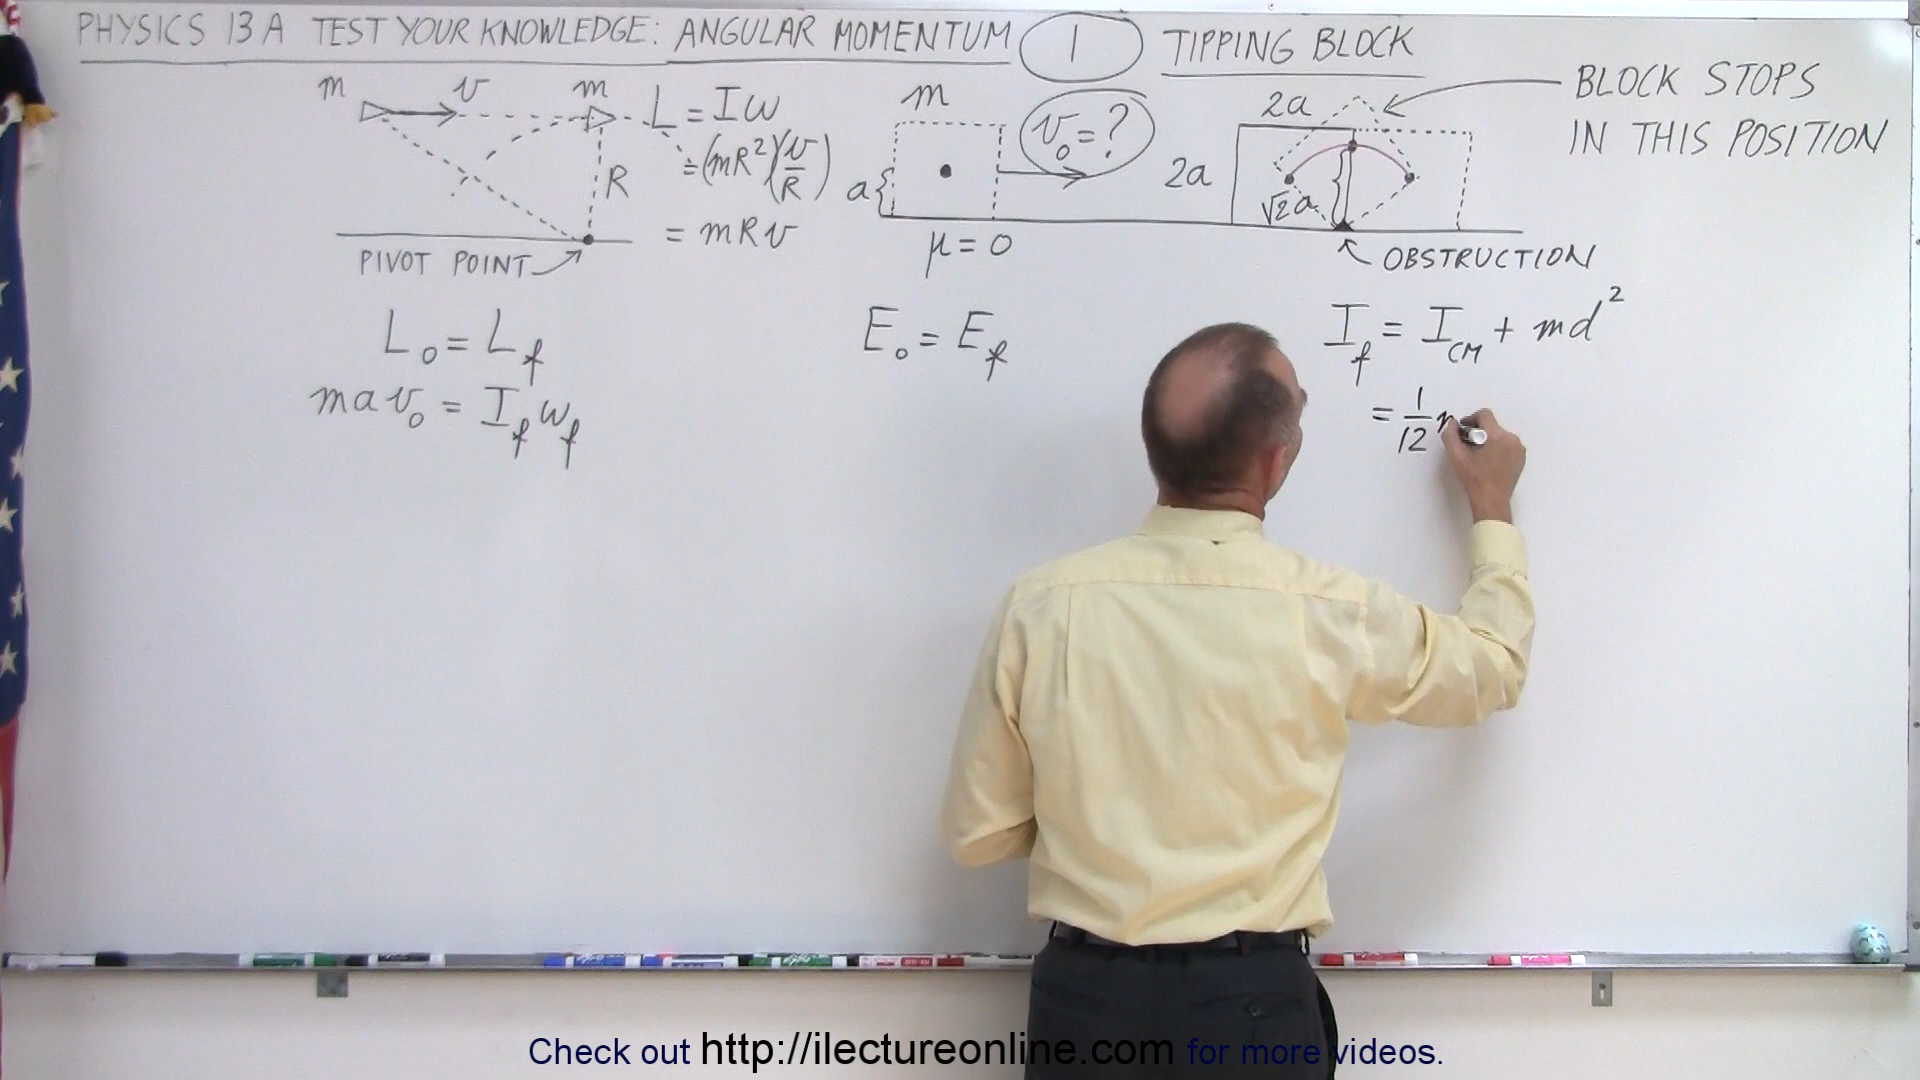 PHYSICS 13A TEST YOUR KNOWLEDGE: ANGULAR MOMENTUM 1 TIPPING BLOCK
m v m
L = Iω
= (mR²)(v/R)
= mRv
R
PIVOT POINT
m
v₀ = ?
a
μ = 0
2a
2a
√2 a
OBSTRUCTION
BLOCK STOPS
IN THIS POSITION
L₀ = L_f
m a v₀ = I_f ω_f
E₀ = E_f
I_f = I_CM + md²
= 1/12 m
Check out http://ilectureonline.com for more videos.